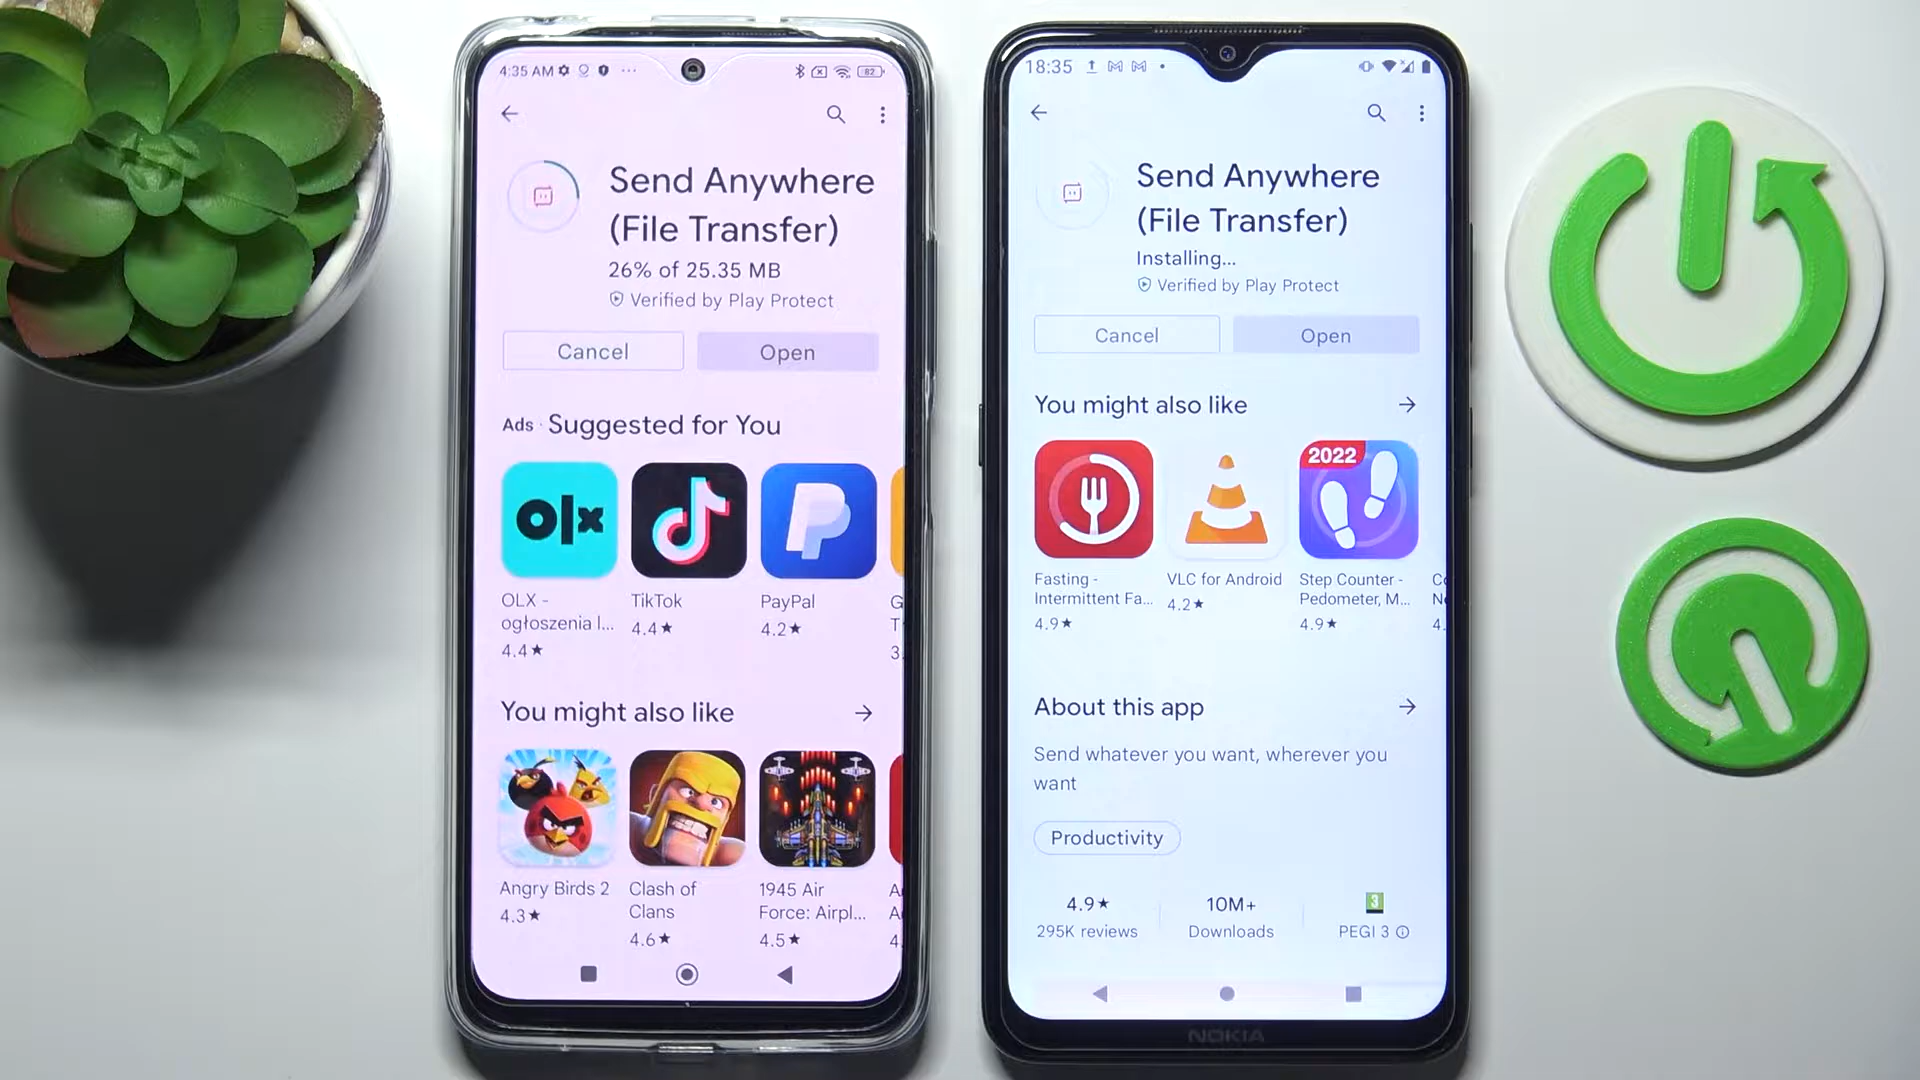 4:35 AM
82
Send Anywhere
(File Transfer)
26% of 25.35 MB
Verified by Play Protect
Cancel
Open
Ads · Suggested for You
olx
OLX -
ogłoszenia l...
4.4★
TikTok
4.4★
PayPal
4.2★
G
T
3.
You might also like
Angry Birds 2
4.3★
Clash of
Clans
4.6★
1945 Air
Force: Airpl...
4.5★
A
A
4.
18:35
Send Anywhere
(File Transfer)
Installing...
Verified by Play Protect
Cancel
Open
You might also like
2022
Fasting -
Intermittent Fa...
4.9★
VLC for Android
4.2★
Step Counter -
Pedometer, M...
4.9★
4.
About this app
Send whatever you want, wherever you
want
Productivity
4.9★
295K reviews
10M+
Downloads
3
PEGI 3
NOKIA